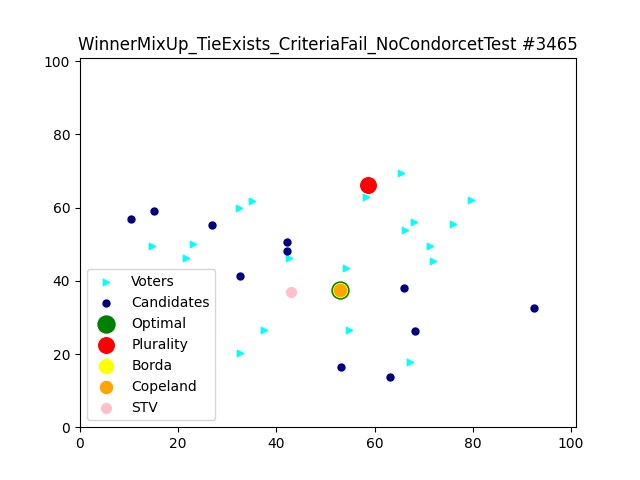 WinnerMixUp_TieExists_CriteriaFail_NoCondorcetTest #3465
100
80
60
40
20
0
Voters
Candidates
Optimal
Plurality
Borda
Copeland
STV
0 20 40 60 80 100